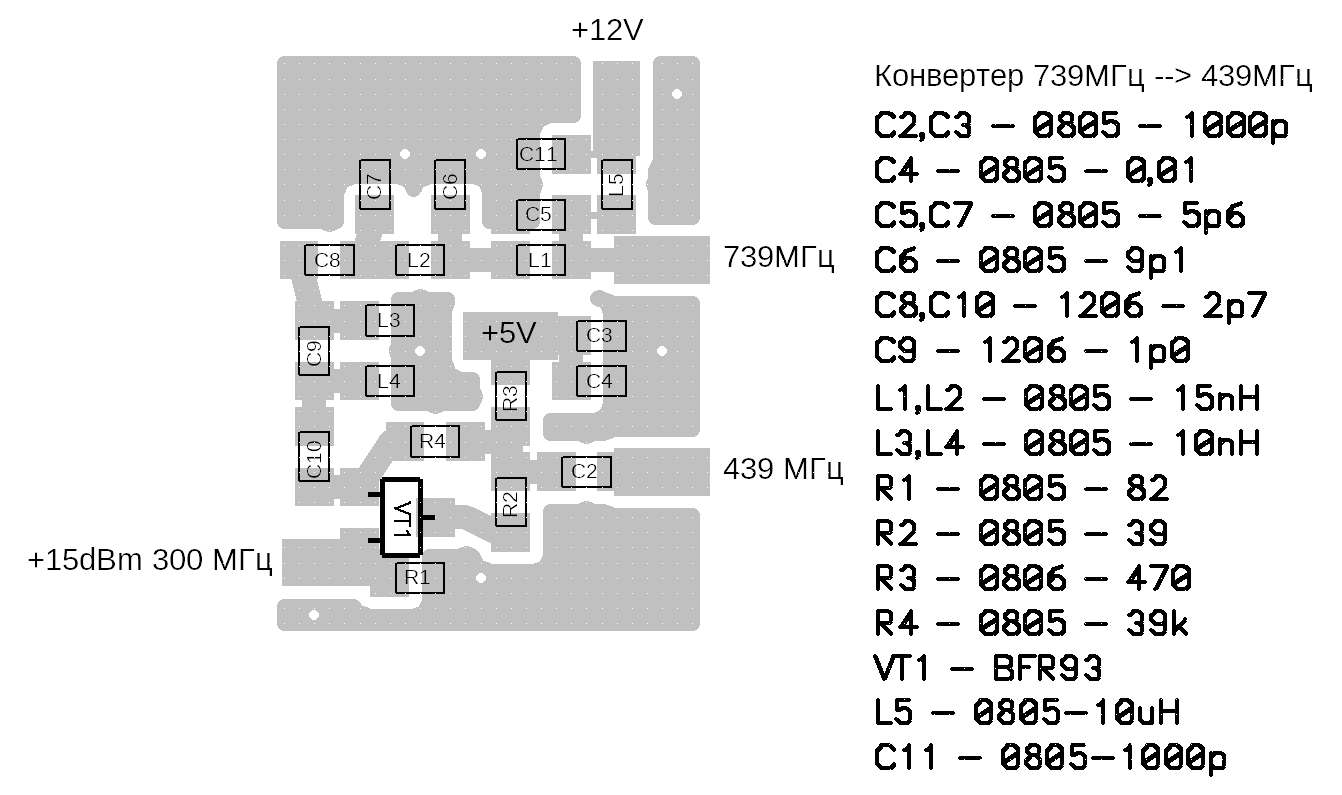 +12V
Конвертер 739МГц --> 439МГц
C2,C3 – 0805 – 1000p
C4 – 0805 – 0,01
C5,C7 – 0805 – 5p6
C6 – 0805 – 9p1
C8,C10 – 1206 – 2p7
C9 – 1206 – 1p0
L1,L2 – 0805 – 15nH
L3,L4 – 0805 – 10nH
R1 – 0805 – 82
R2 – 0805 – 39
R3 – 0806 – 470
R4 – 0805 – 39k
VT1 – BFR93
L5 – 0805–10uH
C11 – 0805–1000p
C11
C7
C6
L5
C5
C8
L2
L1
739МГц
L3
+5V
C3
C9
L4
C4
R3
R4
C10
C2
439 МГц
R2
VT1
+15dBm 300 МГц
R1